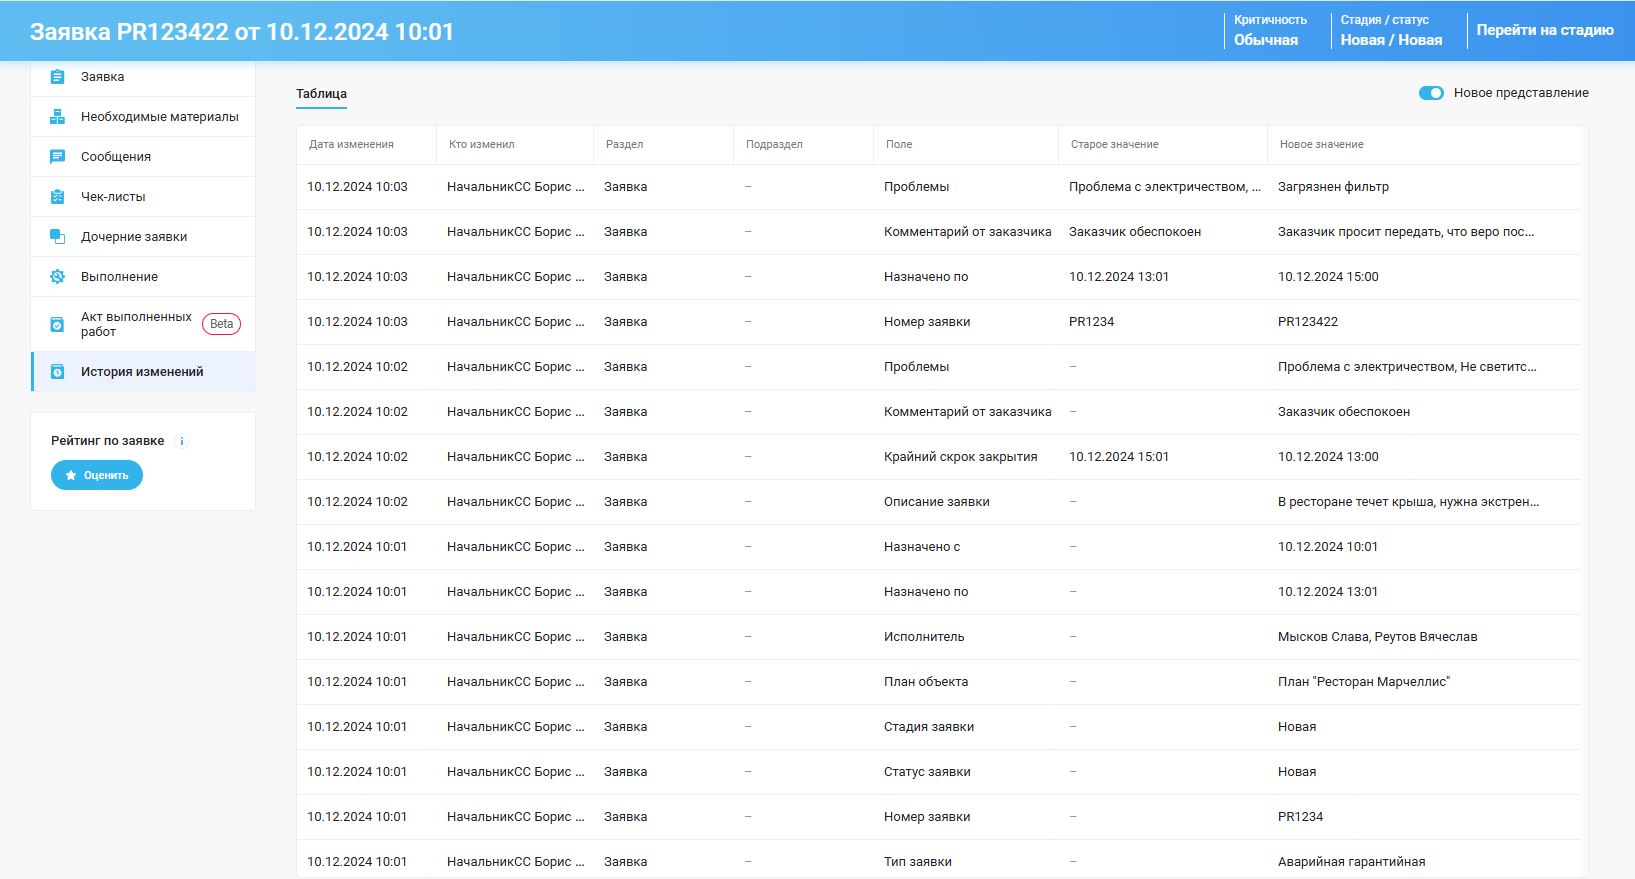 Заявка PR123422 от 10.12.2024 10:01
Критичность
Обычная
Стадия / статус
Новая / Новая
Перейти на стадию
Заявка
Необходимые материалы
Сообщения
Чек-листы
Дочерние заявки
Выполнение
Акт выполненных работ Beta
История изменений
Рейтинг по заявке i
Оценить
Таблица
Новое представление
Дата изменения Кто изменил Раздел Подраздел Поле Старое значение Новое значение
10.12.2024 10:03 НачальникСС Борис ... Заявка – Проблемы Проблема с электричеством, ... Загрязнен фильтр
10.12.2024 10:03 НачальникСС Борис ... Заявка – Комментарий от заказчика Заказчик обеспокоен Заказчик просит передать, что веро пос...
10.12.2024 10:03 НачальникСС Борис ... Заявка – Назначено по 10.12.2024 13:01 10.12.2024 15:00
10.12.2024 10:03 НачальникСС Борис ... Заявка – Номер заявки PR1234 PR123422
10.12.2024 10:02 НачальникСС Борис ... Заявка – Проблемы – Проблема с электричеством, Не светитс...
10.12.2024 10:02 НачальникСС Борис ... Заявка – Комментарий от заказчика – Заказчик обеспокоен
10.12.2024 10:02 НачальникСС Борис ... Заявка – Крайний скрок закрытия 10.12.2024 15:01 10.12.2024 13:00
10.12.2024 10:02 НачальникСС Борис ... Заявка – Описание заявки – В ресторане течет крыша, нужна экстрен...
10.12.2024 10:01 НачальникСС Борис ... Заявка – Назначено с – 10.12.2024 10:01
10.12.2024 10:01 НачальникСС Борис ... Заявка – Назначено по – 10.12.2024 13:01
10.12.2024 10:01 НачальникСС Борис ... Заявка – Исполнитель – Мысков Слава, Реутов Вячеслав
10.12.2024 10:01 НачальникСС Борис ... Заявка – План объекта – План "Ресторан Марчеллис"
10.12.2024 10:01 НачальникСС Борис ... Заявка – Стадия заявки – Новая
10.12.2024 10:01 НачальникСС Борис ... Заявка – Статус заявки – Новая
10.12.2024 10:01 НачальникСС Борис ... Заявка – Номер заявки – PR1234
10.12.2024 10:01 НачальникСС Борис ... Заявка – Тип заявки – Аварийная гарантийная